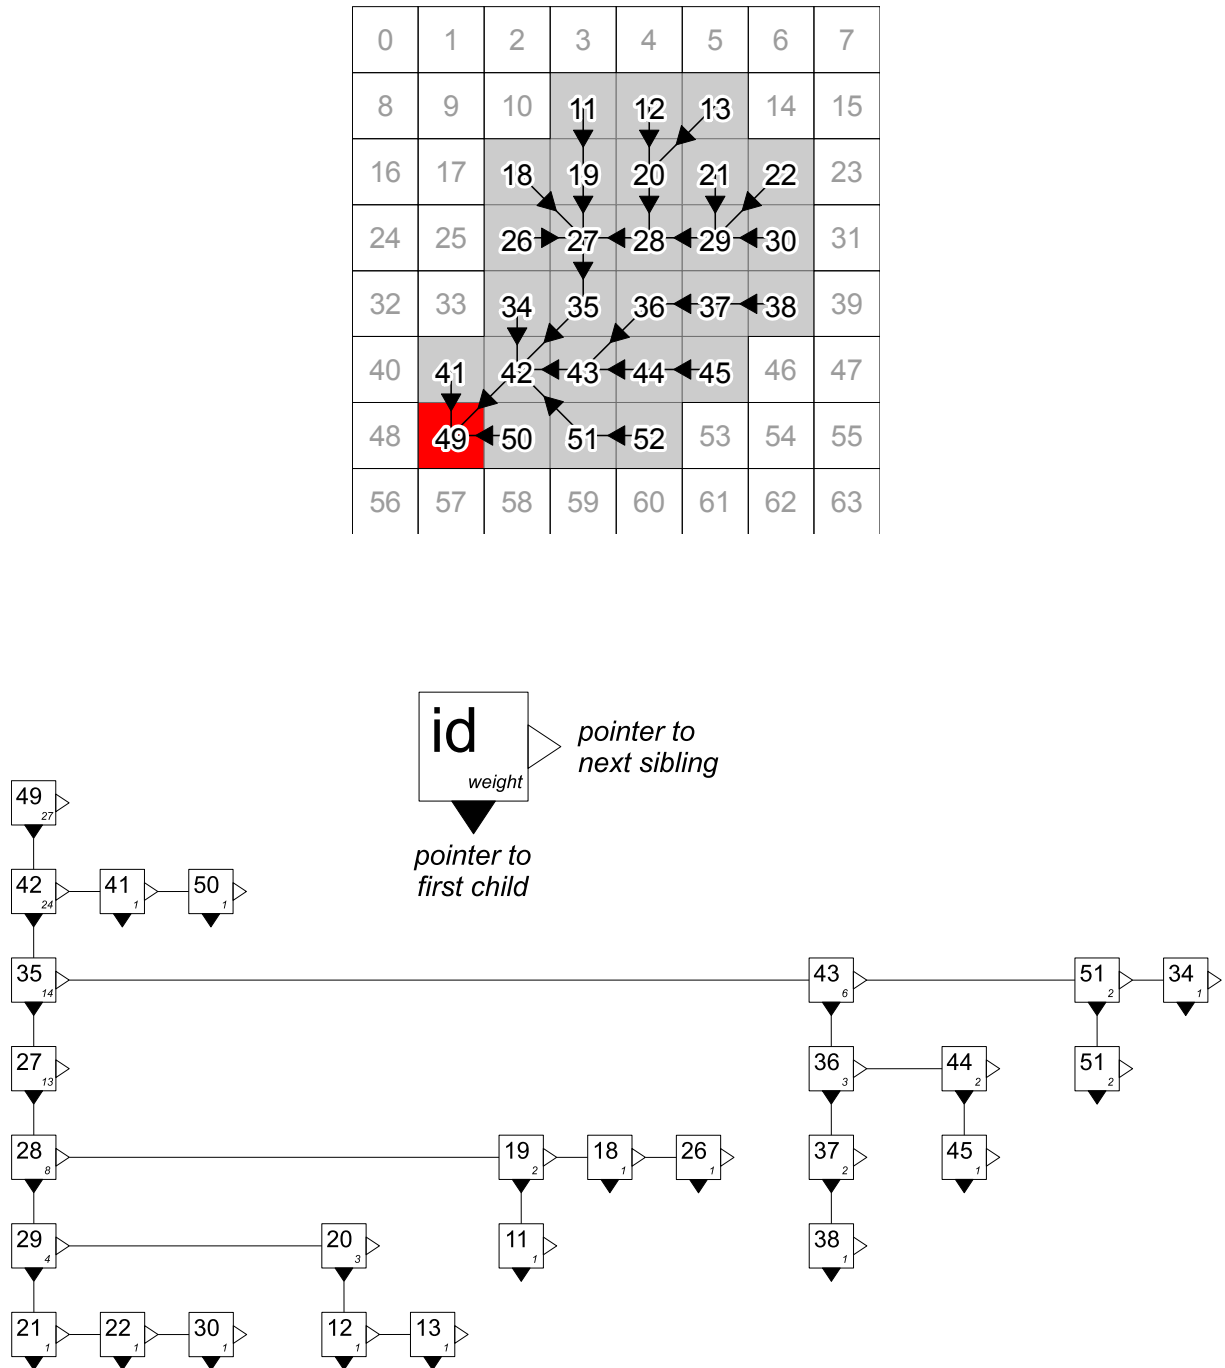 0 1 2 3 4 5 6 7
8 9 10 11 12 13 14 15
16 17 18 19 20 21 22 23
24 25 26 27 28 29 30 31
32 33 34 35 36 37 38 39
40 41 42 43 44 45 46 47
48 49 50 51 52 53 54 55
56 57 58 59 60 61 62 63
id
weight
pointer to
next sibling
pointer to
first child
49 27
42 24 41 1 50 1
35 14 43 6 51 2 34 1
27 13 36 3 44 2 51 2
28 8 19 2 18 1 26 1 37 2 45 1
29 4 20 3 11 1 38 1
21 1 22 1 30 1 12 1 13 1